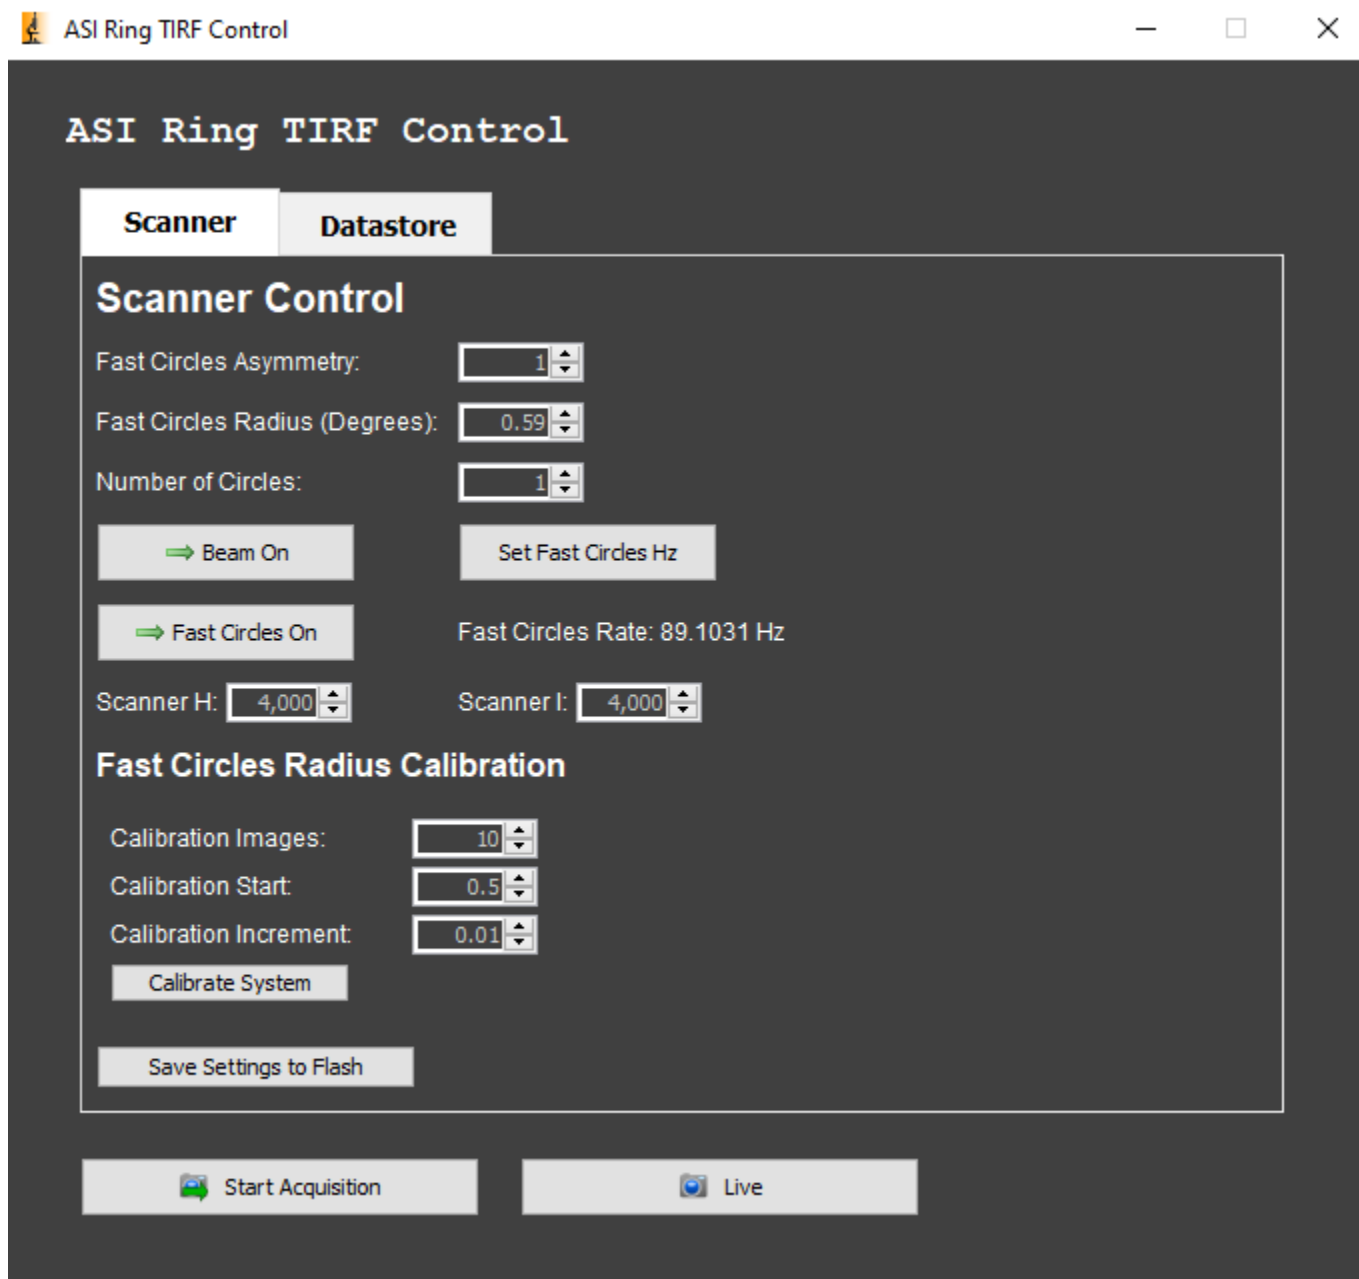 ASI Ring TIRF Control
ASI Ring TIRF Control
Scanner Datastore
Scanner Control
Fast Circles Asymmetry: 1
Fast Circles Radius (Degrees): 0.59
Number of Circles: 1
Beam On Set Fast Circles Hz
Fast Circles On Fast Circles Rate: 89.1031 Hz
Scanner H: 4,000 Scanner I: 4,000
Fast Circles Radius Calibration
Calibration Images: 10
Calibration Start: 0.5
Calibration Increment: 0.01
Calibrate System
Save Settings to Flash
Start Acquisition Live